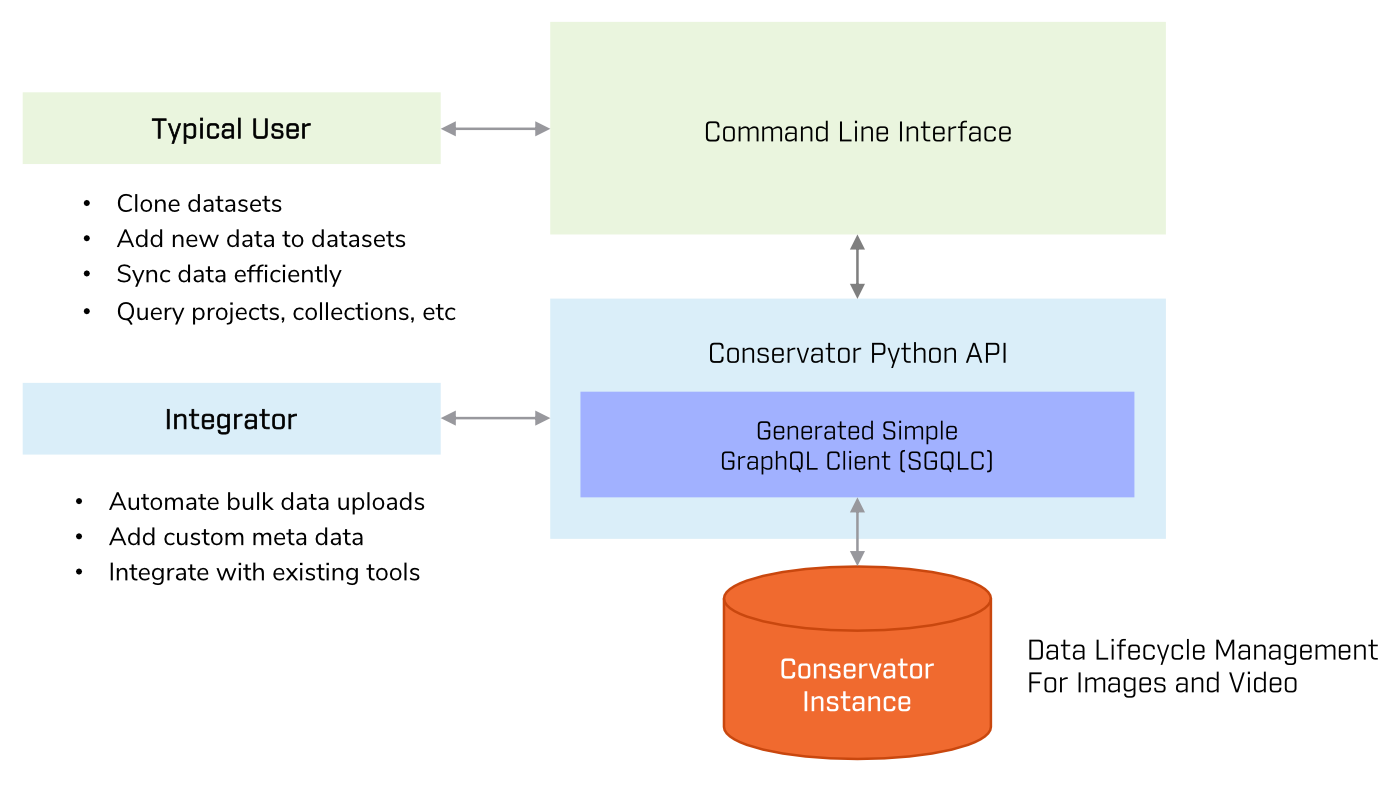 Typical User
• Clone datasets
• Add new data to datasets
• Sync data efficiently
• Query projects, collections, etc
Integrator
• Automate bulk data uploads
• Add custom meta data
• Integrate with existing tools
Command Line Interface
Conservator Python API
Generated Simple
GraphQL Client (SGQLC)
Conservator
Instance
Data Lifecycle Management
For Images and Video